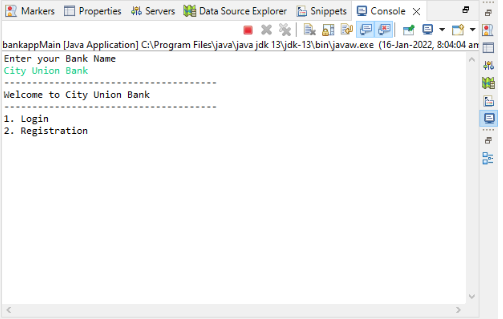 Markers Properties Servers Data Source Explorer Snippets Console
bankappMain [Java Application] C:\Program Files\java\java jdk 13\jdk-13\bin\javaw.exe (16-Jan-2022, 8:04:04 am
Enter your Bank Name
City Union Bank
--------------------------------------
Welcome to City Union Bank
--------------------------------------
1. Login
2. Registration